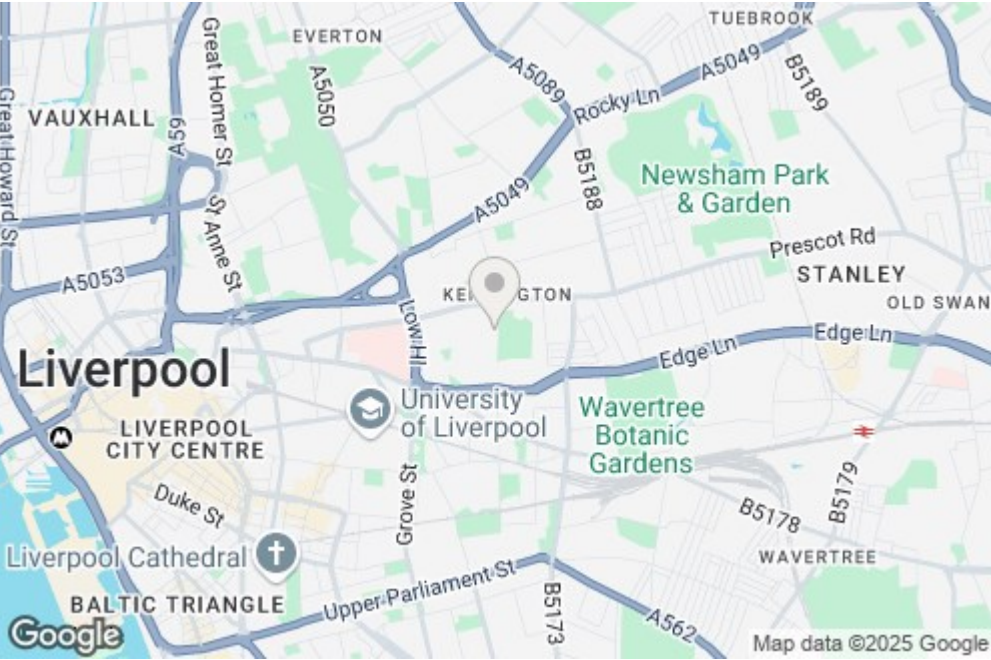 TUEBROOK
EVERTON
Great Homer St
A5050
A5089
A5049
B5189
Rocky Ln
Great Howard St
VAUXHALL
A59
B5188
Newsham Park
& Garden
A5049
St Anne St
Prescot Rd
STANLEY
A5053
OLD SWAN
KE GTON
Low Hl
Edge Ln
Edge Ln
Liverpool
University
of Liverpool
Wavertree
Botanic
Gardens
LIVERPOOL
CITY CENTRE
Grove St
B5179
Duke St
B5178
Liverpool Cathedral
WAVERTREE
Upper Parliament St
BALTIC TRIANGLE
B5173
A562
Google
Map data ©2025 Google